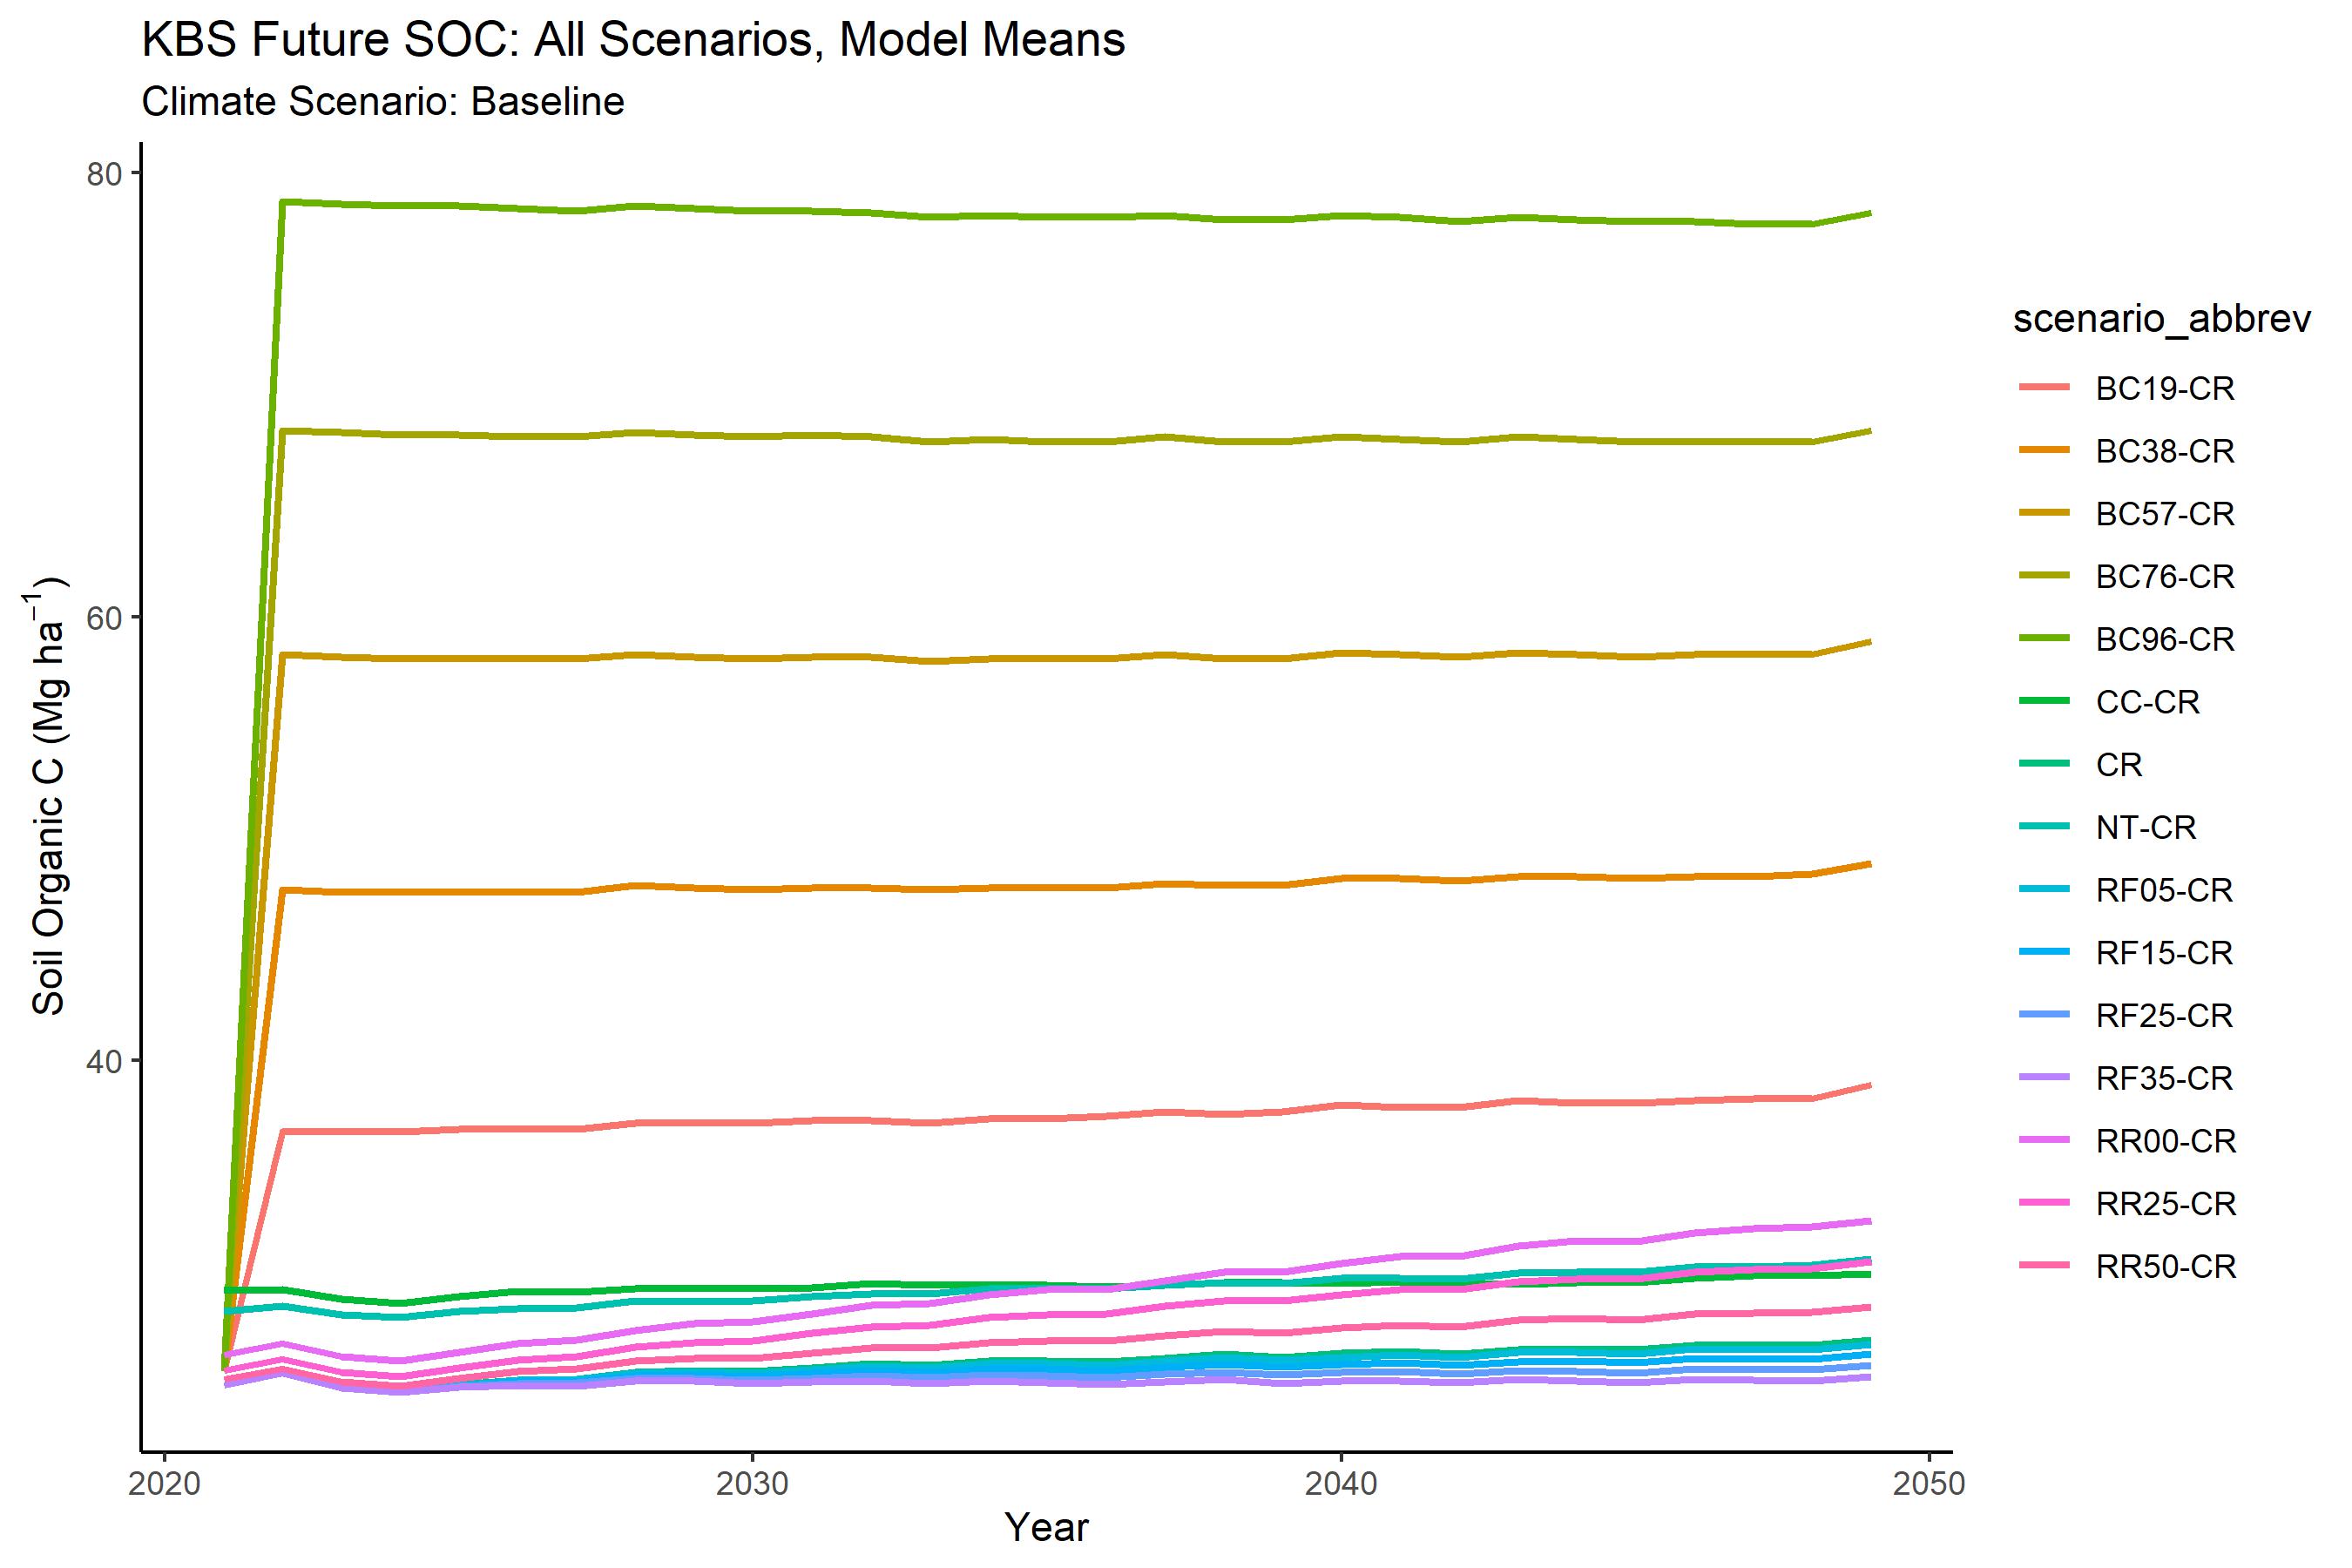 KBS Future SOC: All Scenarios, Model Means
Climate Scenario: Baseline
80
60
40
Soil Organic C (Mg ha⁻¹)
2020 2030 2040 2050
Year
scenario_abbrev
BC19-CR
BC38-CR
BC57-CR
BC76-CR
BC96-CR
CC-CR
CR
NT-CR
RF05-CR
RF15-CR
RF25-CR
RF35-CR
RR00-CR
RR25-CR
RR50-CR